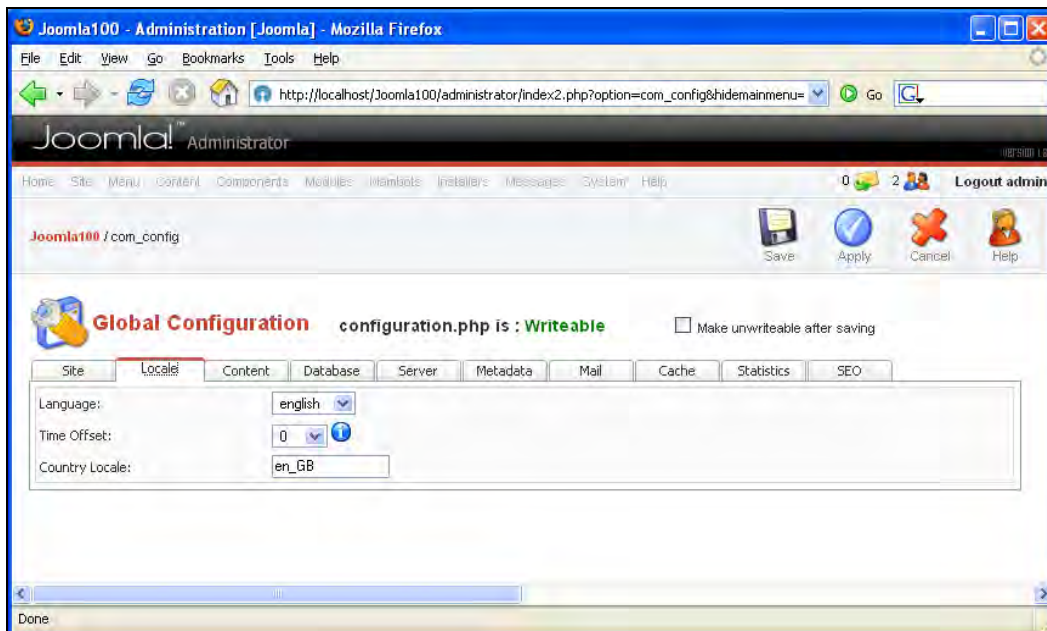 Joomla100 - Administration [Joomla] - Mozilla Firefox
File Edit View Go Bookmarks Tools Help
http://localhost/Joomla100/administrator/index2.php?option=com_config&hidemainmenu= Go G
Joomla!™ Administrator
Home Site Menu Content Components Modules Mambots Installers Messages System Help 0 2 Logout admin
Joomla100 / com_config
Save Apply Cancel Help
Global Configuration configuration.php is : Writeable Make unwriteable after saving
Site Locale Content Database Server Metadata Mail Cache Statistics SEO
Language: english
Time Offset: 0
Country Locale: en_GB
Done